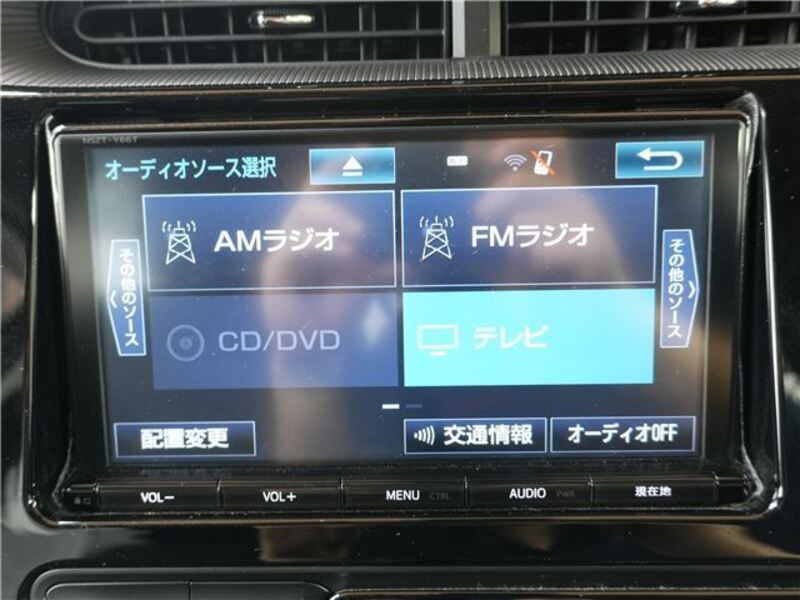 NSZT-Y66T
オーディオソース選択
AMラジオ
FMラジオ
その他のソース
その他のソース
CD/DVD
テレビ
配置変更
交通情報
オーディオOFF
VOL−
VOL+
MENU CTRL
AUDIO PWR
現在地